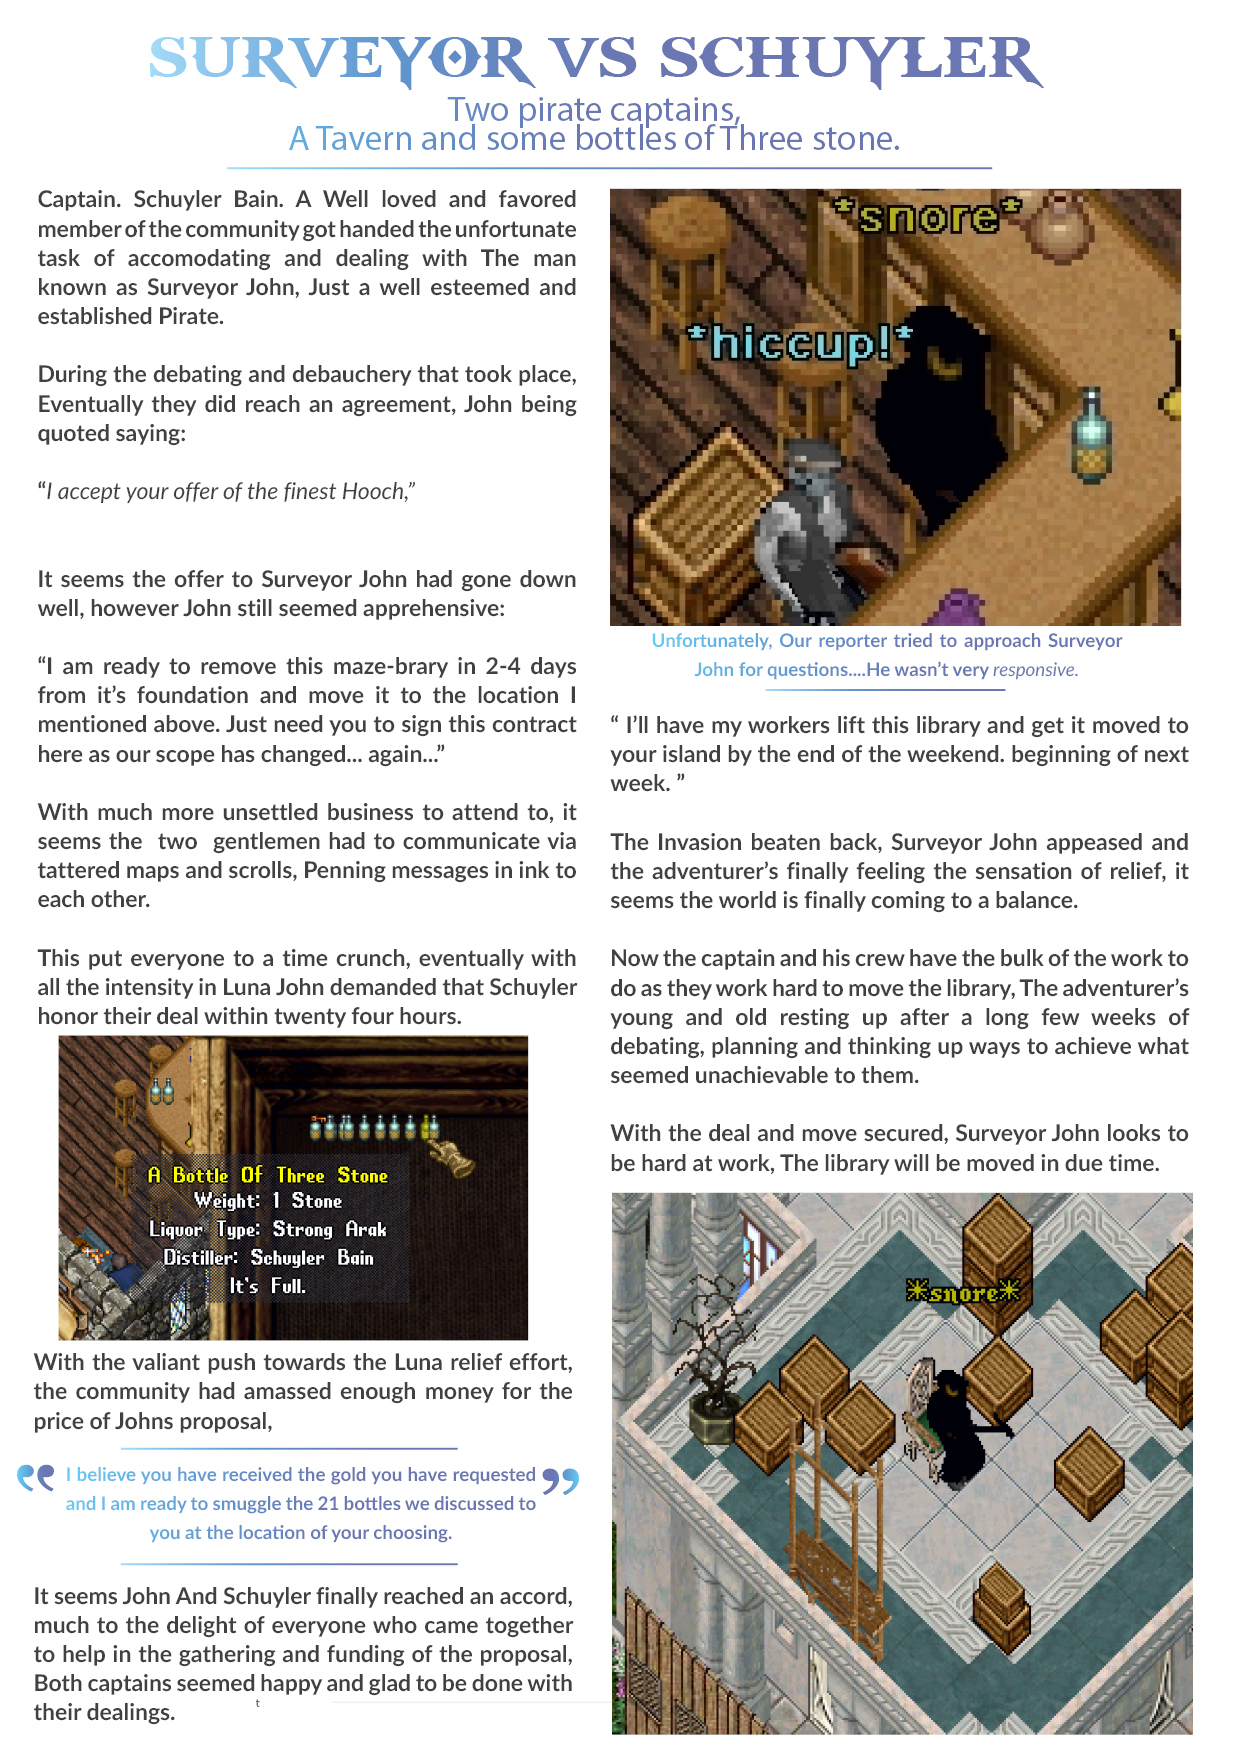 SURVEYOR VS SCHUYLER
Two pirate captains,
A Tavern and some bottles of Three stone.
Captain. Schuyler Bain. A Well loved and favored
member of the community got handed the unfortunate
task of accomodating and dealing with The man
known as Surveyor John, Just a well esteemed and
established Pirate.
During the debating and debauchery that took place,
Eventually they did reach an agreement, John being
quoted saying:
“I accept your offer of the finest Hooch,”
It seems the offer to Surveyor John had gone down
well, however John still seemed apprehensive:
“I am ready to remove this maze-brary in 2-4 days
from it’s foundation and move it to the location I
mentioned above. Just need you to sign this contract
here as our scope has changed... again...”
With much more unsettled business to attend to, it
seems the two gentlemen had to communicate via
tattered maps and scrolls, Penning messages in ink to
each other.
This put everyone to a time crunch, eventually with
all the intensity in Luna John demanded that Schuyler
honor their deal within twenty four hours.
A Bottle Of Three Stone
Weight: 1 Stone
Liquor Type: Strong Arak
Distiller: Schuyler Bain
It's Full.
With the valiant push towards the Luna relief effort,
the community had amassed enough money for the
price of Johns proposal,
“ I believe you have received the gold you have requested ”
and I am ready to smuggle the 21 bottles we discussed to
you at the location of your choosing.
It seems John And Schuyler finally reached an accord,
much to the delight of everyone who came together
to help in the gathering and funding of the proposal,
Both captains seemed happy and glad to be done with
their dealings.
t
*snore*
*hiccup!*
Unfortunately, Our reporter tried to approach Surveyor
John for questions....He wasn’t very responsive.
“ I’ll have my workers lift this library and get it moved to
your island by the end of the weekend. beginning of next
week. ”
The Invasion beaten back, Surveyor John appeased and
the adventurer’s finally feeling the sensation of relief, it
seems the world is finally coming to a balance.
Now the captain and his crew have the bulk of the work to
do as they work hard to move the library, The adventurer’s
young and old resting up after a long few weeks of
debating, planning and thinking up ways to achieve what
seemed unachievable to them.
With the deal and move secured, Surveyor John looks to
be hard at work, The library will be moved in due time.
*snore*